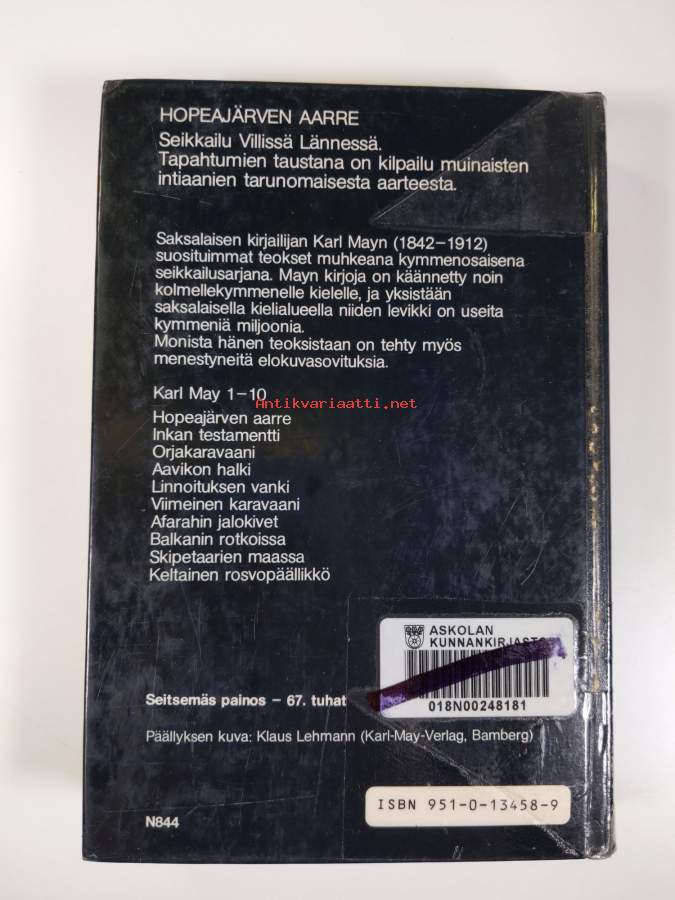 HOPEAJÄRVEN AARRE
Seikkailu Villissä Lännessä.
Tapahtumien taustana on kilpailu muinaisten
intiaanien tarunomaisesta aarteesta.
Saksalaisen kirjailijan Karl Mayn (1842–1912)
suosituimmat teokset muhkeana kymmenosaisena
seikkailusarjana. Mayn kirjoja on käännetty noin
kolmellekymmenelle kielelle, ja yksistään
saksalaisella kielialueella niiden levikki on useita
kymmeniä miljoonia.
Monista hänen teoksistaan on tehty myös
menestyneitä elokuvasovituksia.
Karl May 1–10
Antikvariaatti.net
Hopeajärven aarre
Inkan testamentti
Orjakaravaani
Aavikon halki
Linnoituksen vanki
Viimeinen karavaani
Afarahin jalokivet
Balkanin rotkoissa
Skipetaarien maassa
Keltainen rosvopäällikkö
ASKOLAN
KUNNANKIRJASTO
018N00248181
Seitsemäs painos – 67. tuhat
Päällyksen kuva: Klaus Lehmann (Karl-May-Verlag, Bamberg)
ISBN 951-0-13458-9
N844